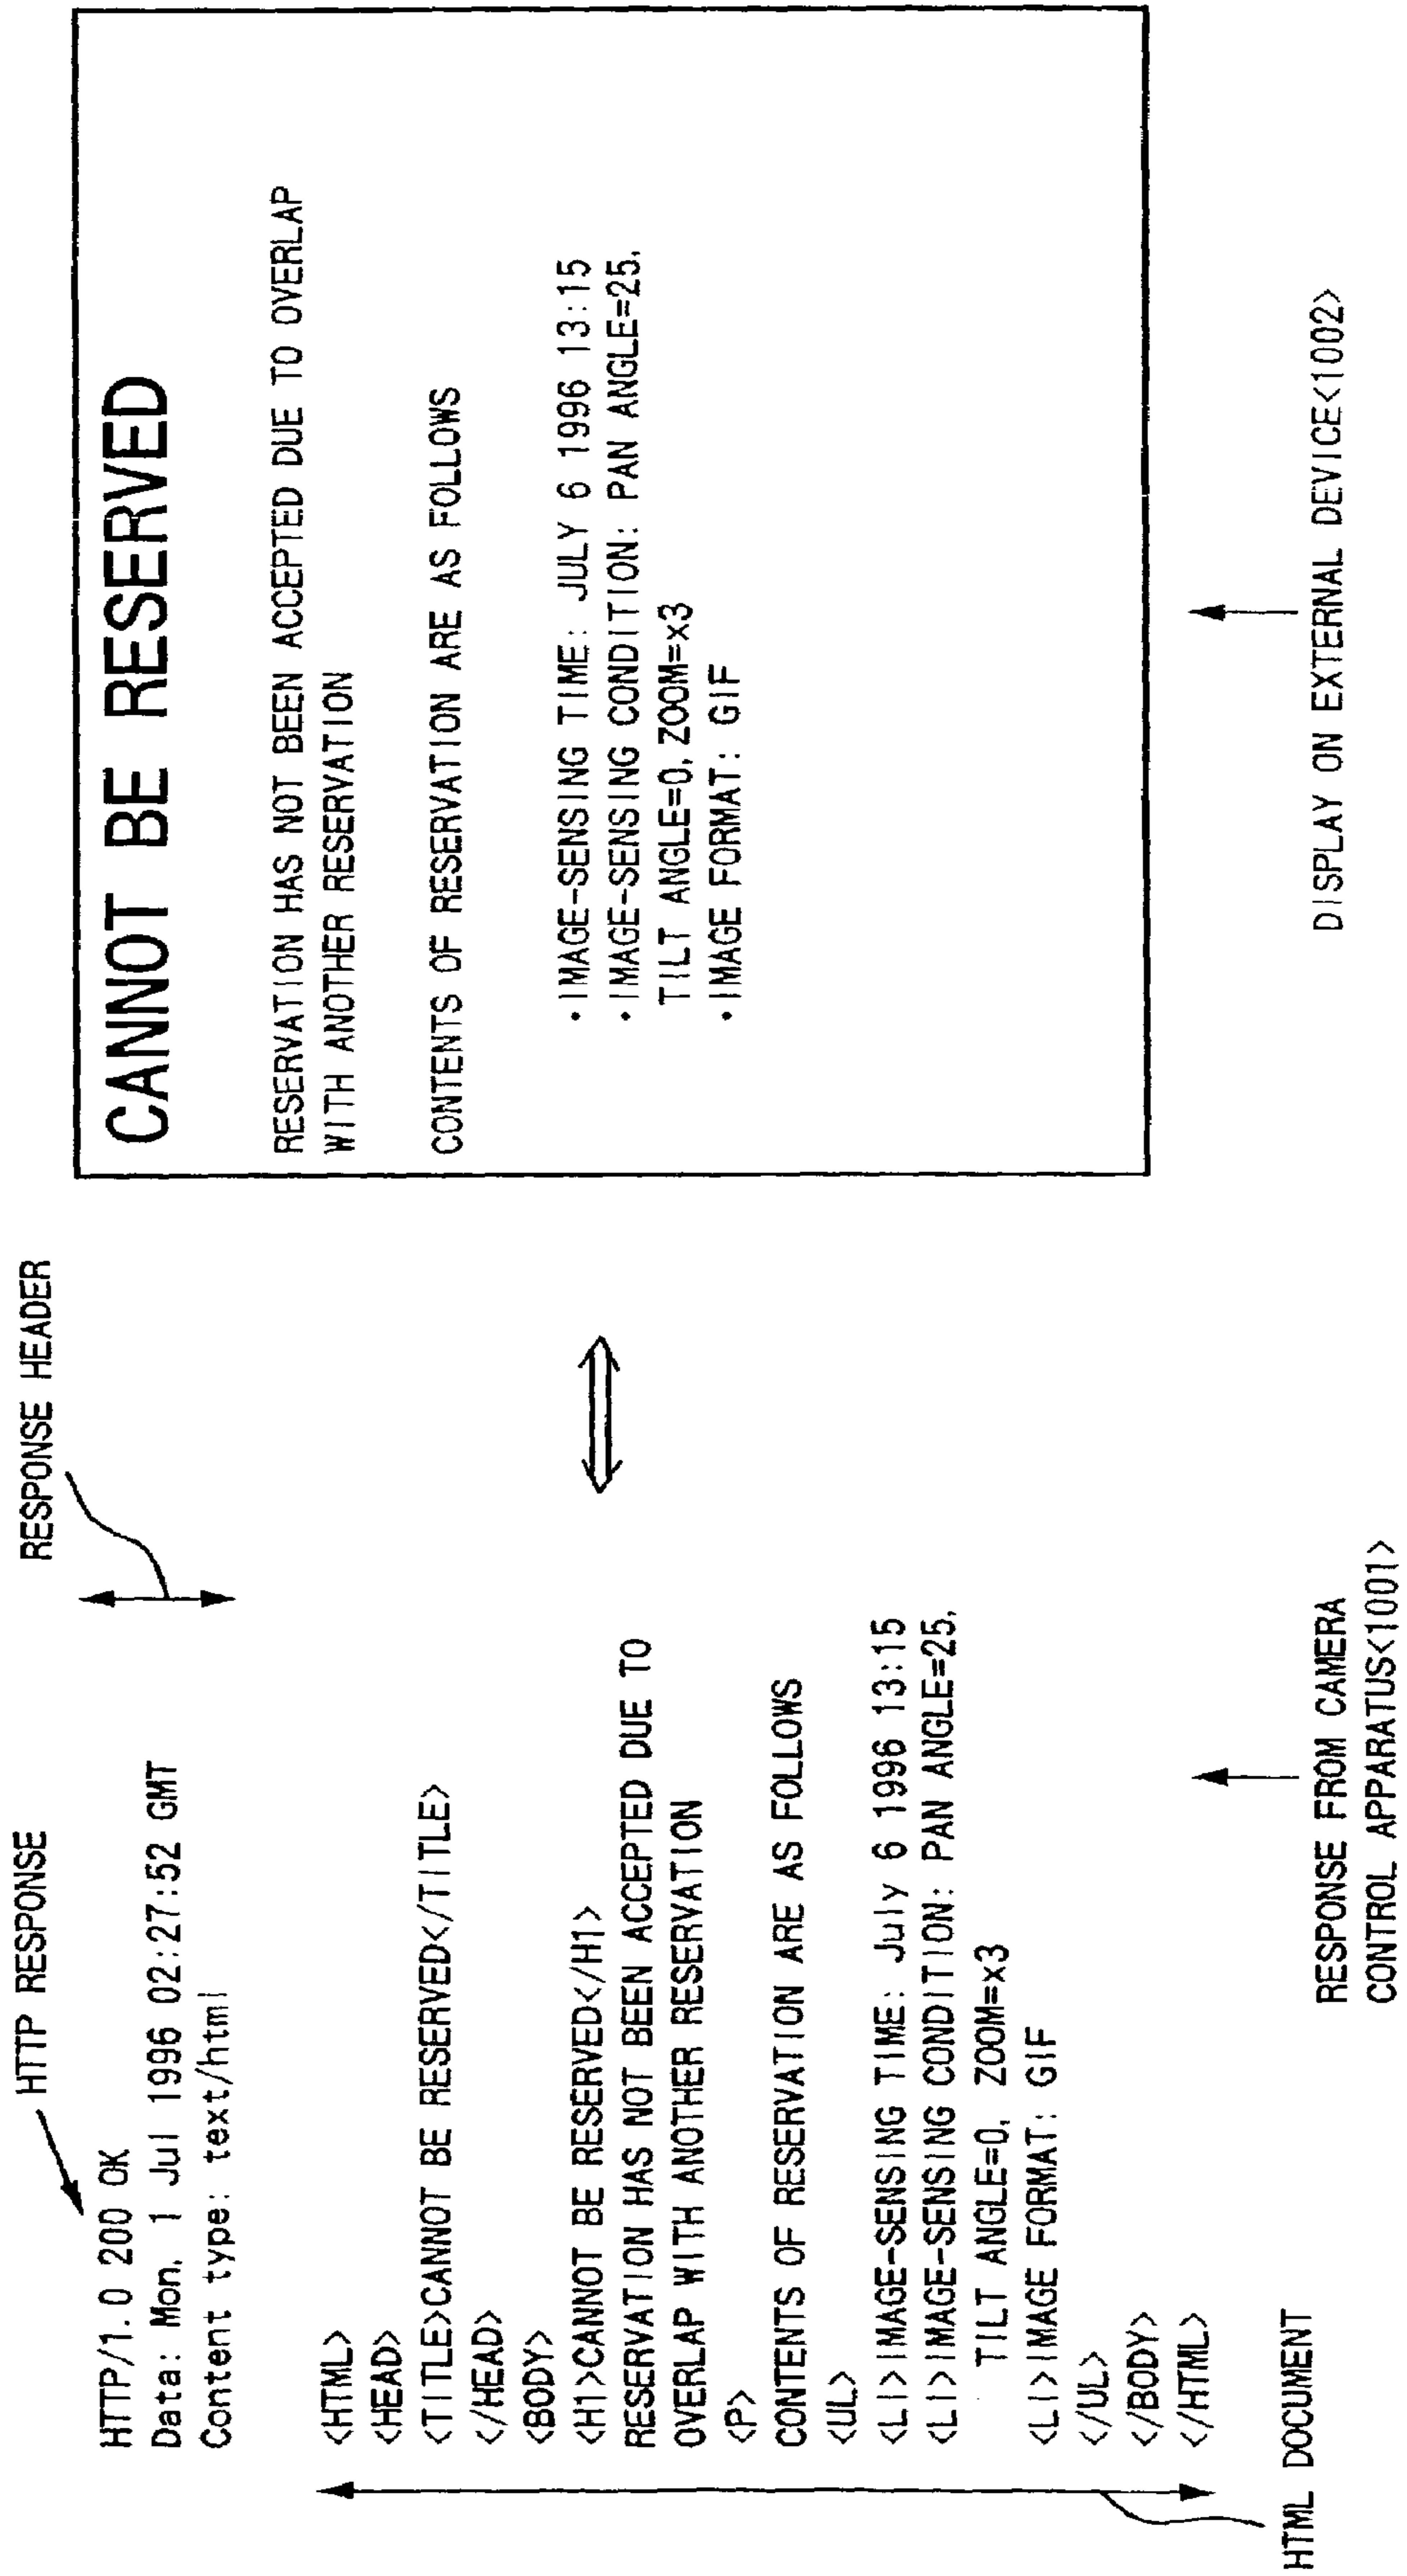 HTTP RESPONSE
RESPONSE HEADER
HTTP/1.0 200 OK
Data: Mon. 1 Jul 1996 02:27:52 GMT
Content type: text/html
<HTML>
<HEAD>
<TITLE>CANNOT BE RESERVED</TITLE>
</HEAD>
<BODY>
<H1>CANNOT BE RESERVED</H1>
RESERVATION HAS NOT BEEN ACCEPTED DUE TO
OVERLAP WITH ANOTHER RESERVATION
<P>
CONTENTS OF RESERVATION ARE AS FOLLOWS
<UL>
<LI>IMAGE-SENSING TIME: July 6 1996 13:15
<LI>IMAGE-SENSING CONDITION: PAN ANGLE=25,
TILT ANGLE=0, ZOOM=x3
<LI>IMAGE FORMAT: GIF
</UL>
</BODY>
</HTML>
HTML DOCUMENT
RESPONSE FROM CAMERA
CONTROL APPARATUS<1001>
CANNOT BE RESERVED
RESERVATION HAS NOT BEEN ACCEPTED DUE TO OVERLAP
WITH ANOTHER RESERVATION
CONTENTS OF RESERVATION ARE AS FOLLOWS
・IMAGE-SENSING TIME: JULY 6 1996 13:15
・IMAGE-SENSING CONDITION: PAN ANGLE=25,
TILT ANGLE=0, ZOOM=x3
・IMAGE FORMAT: GIF
DISPLAY ON EXTERNAL DEVICE<1002>